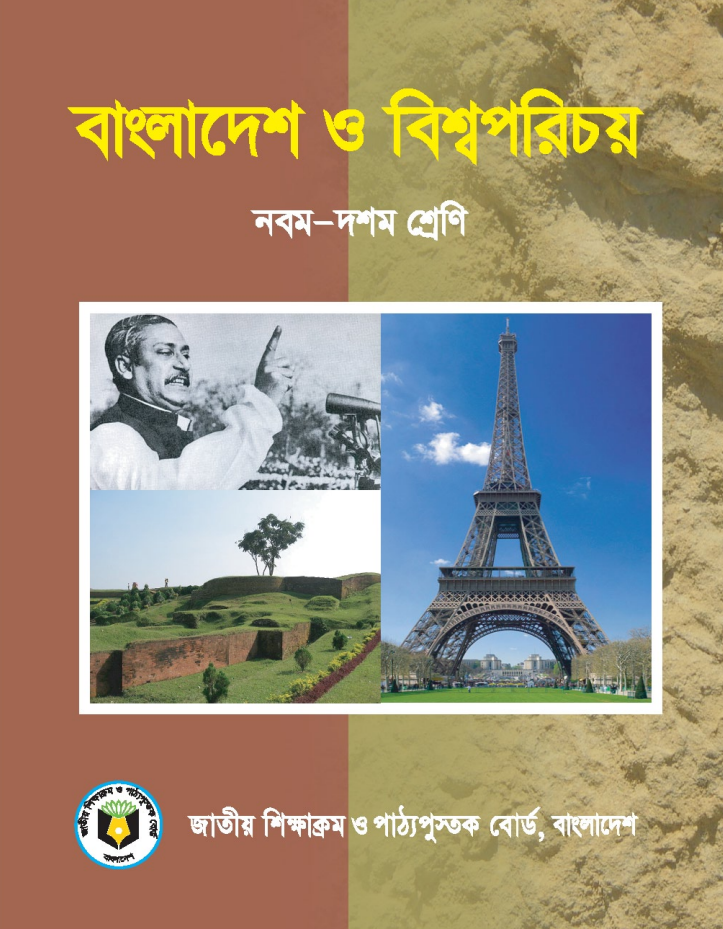 বাংলাদেশ ও বিশ্বপরিচয়
নবম–দশম শ্রেণি
জাতীয় শিক্ষাক্রম ও পাঠ্যপুস্তক বোর্ড
বাংলাদেশ
জাতীয় শিক্ষাক্রম ও পাঠ্যপুস্তক বোর্ড, বাংলাদেশ